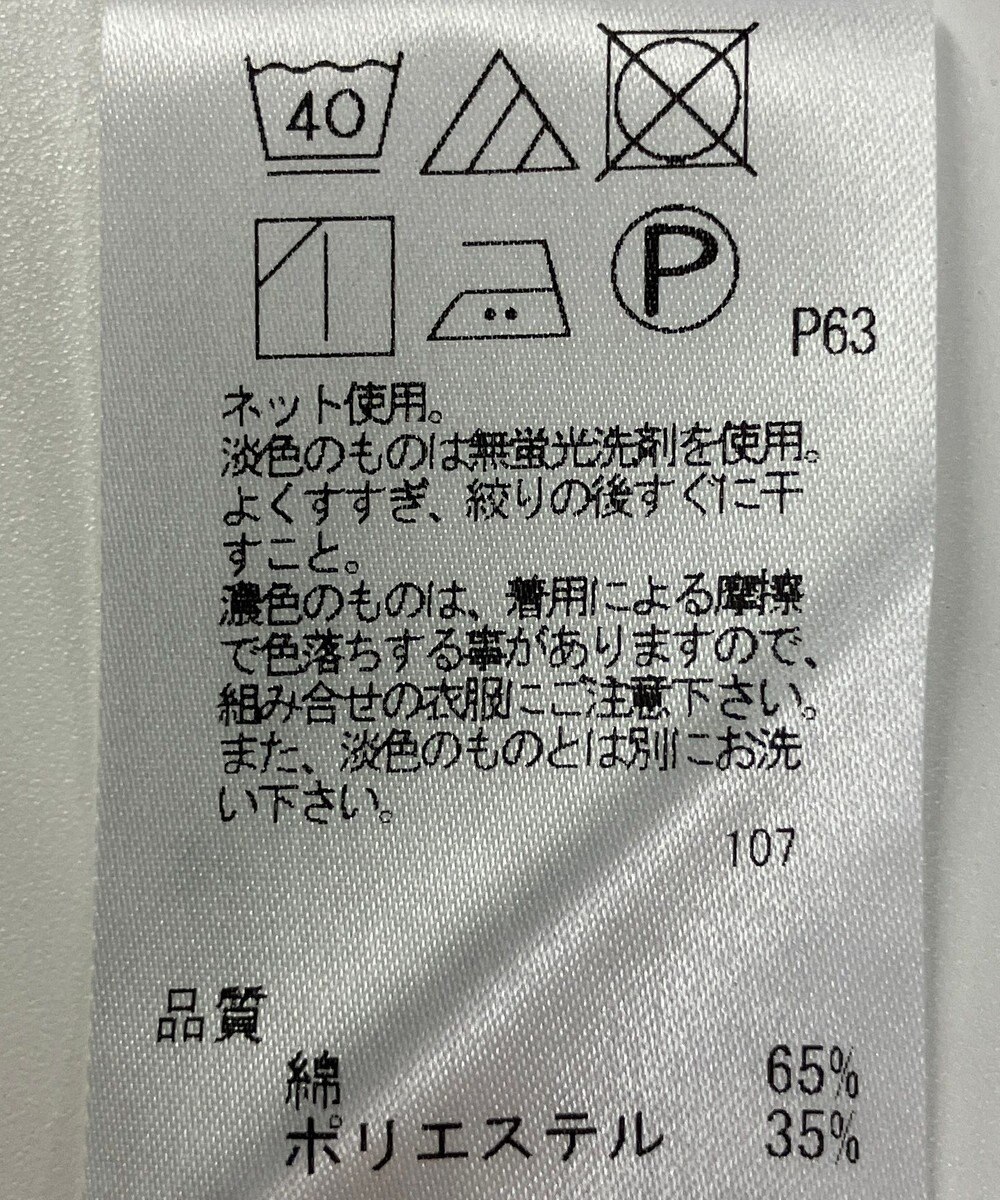 40
P
P63
ネット使用。
淡色のものは無蛍光洗剤を使用。
よくすすぎ、絞りの後すぐに干
すこと。
濃色のものは、着用による摩擦
で色落ちする事がありますので、
組み合せの衣服にご注意下さい。
また、淡色のものとは別にお洗
い下さい。
107
品質
綿 65%
ポリエステル 35%